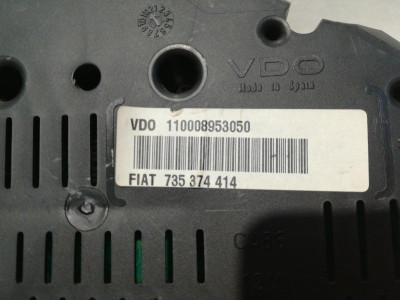 VDO
Made in Spain
VDO 110008953050
FIAT 735 374 414